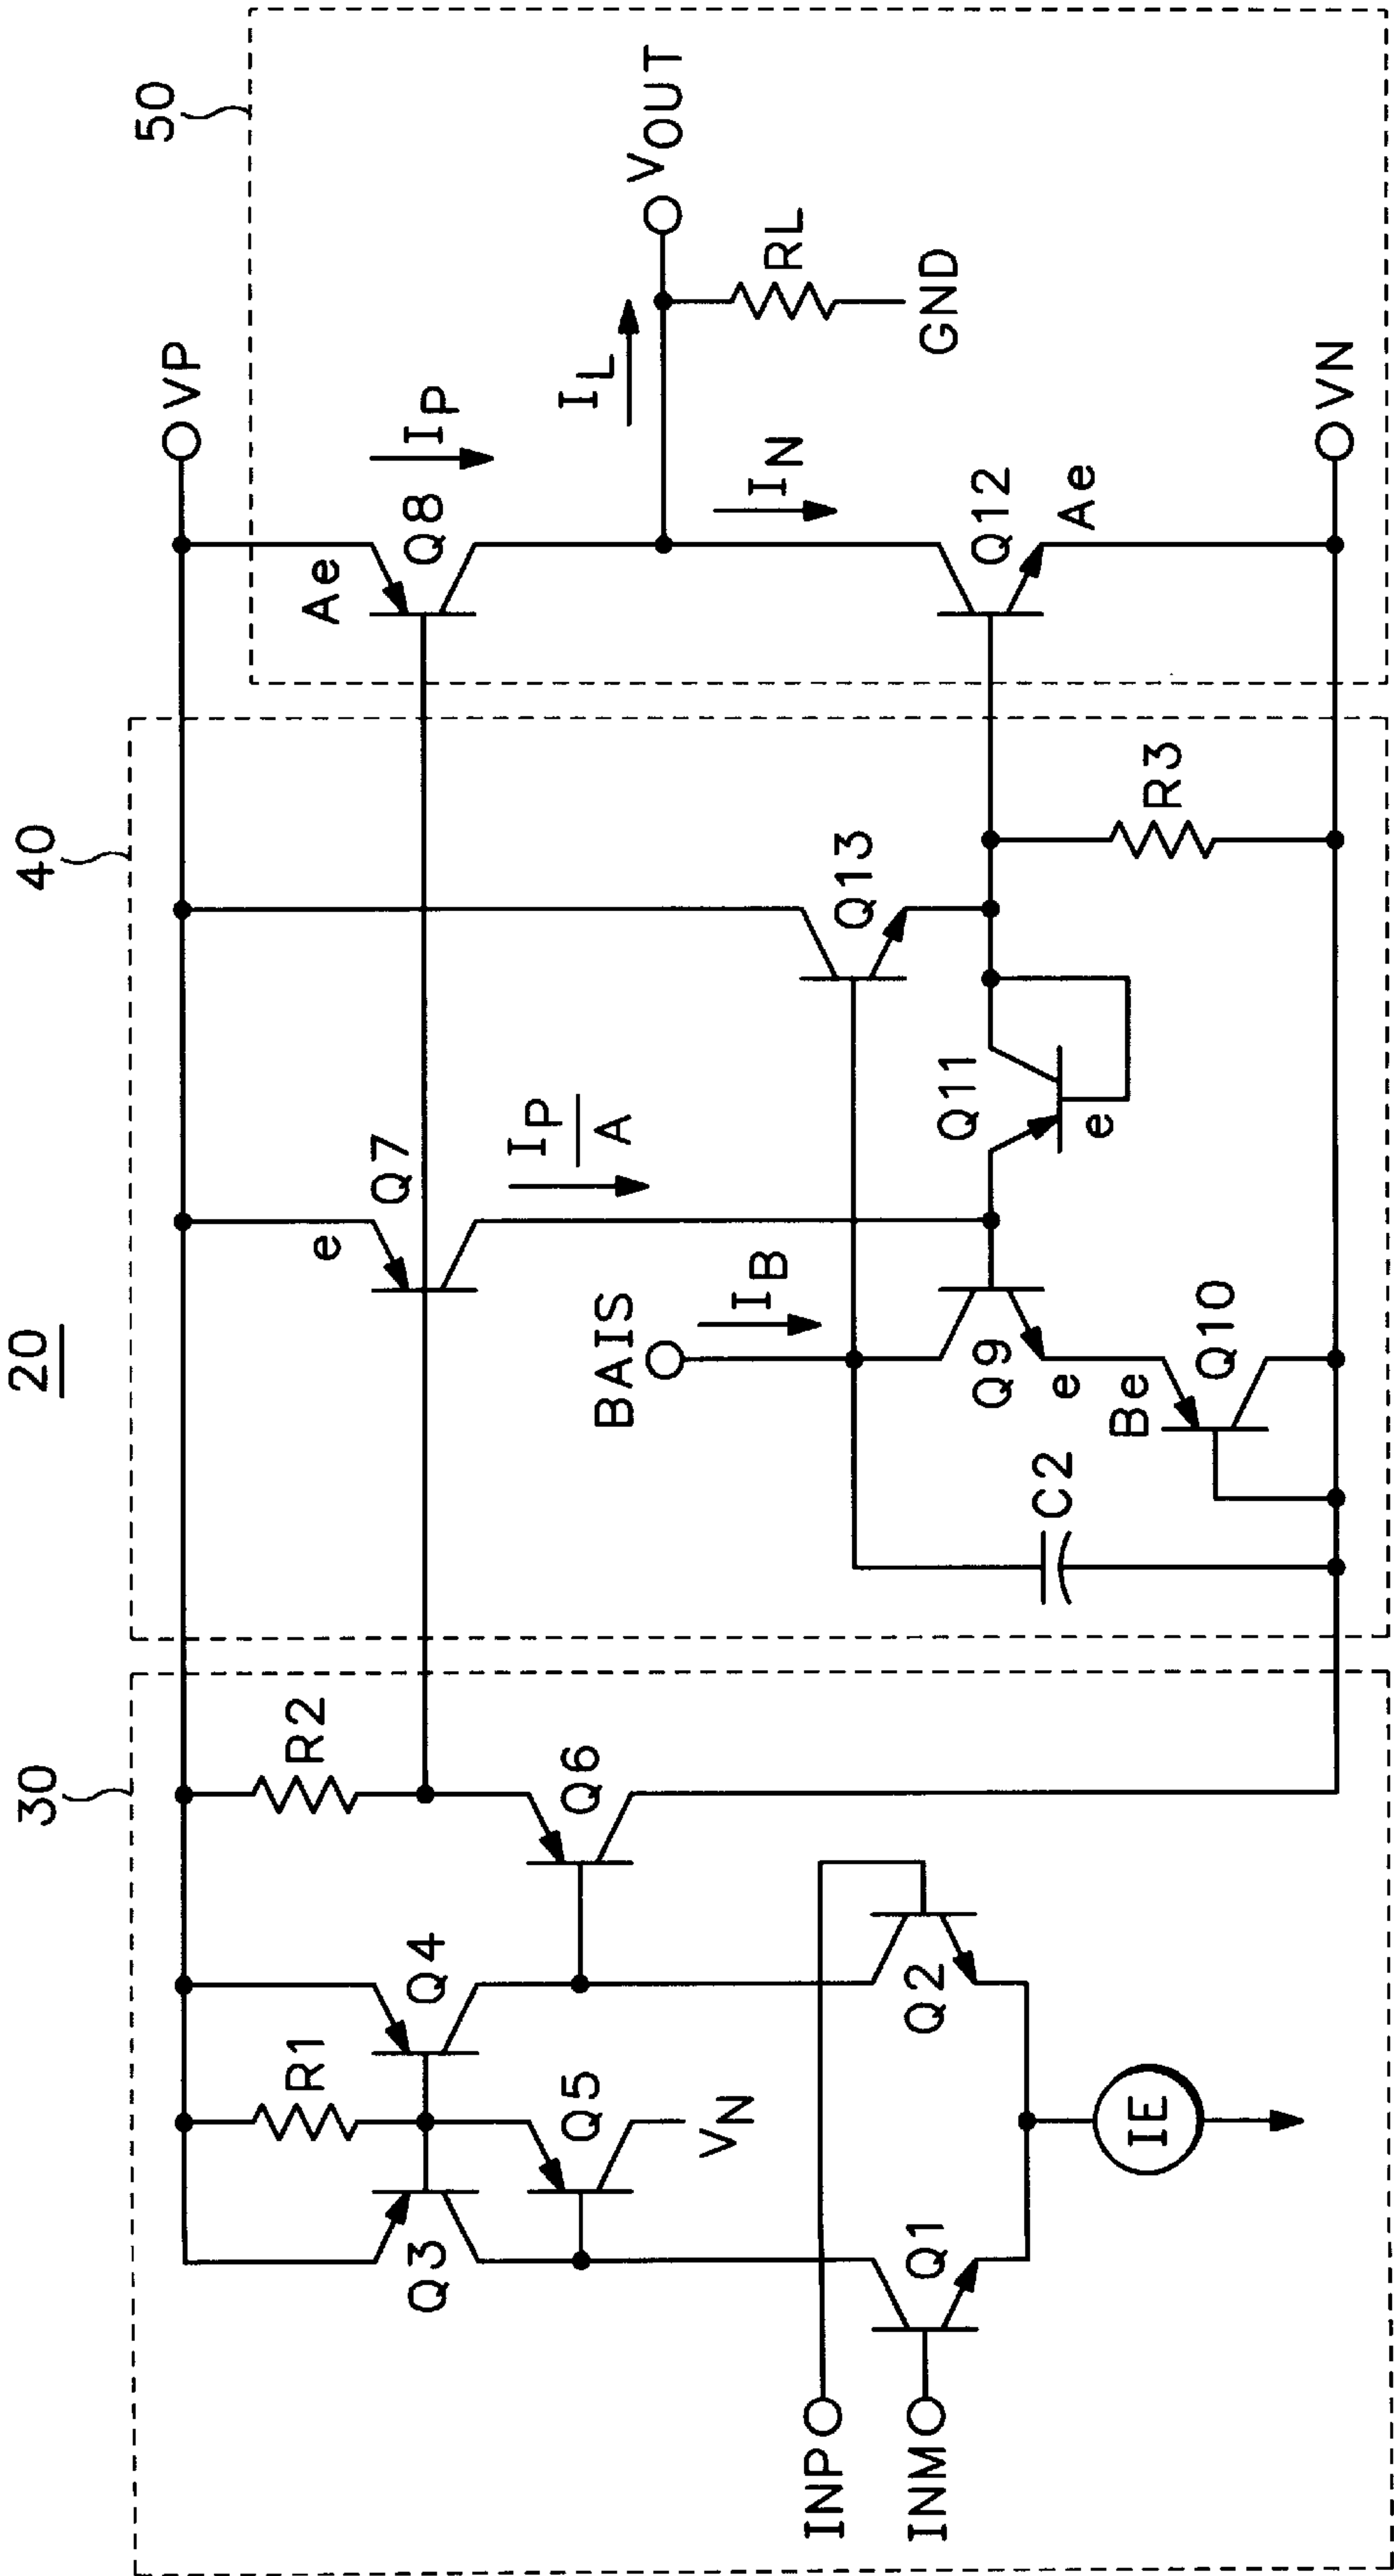 20
30
40
50
VP
R1
R2
Q3
Q4
Q5
Q6
VN
INP
INM
Q1
Q2
IE
e
Q7
IP
A
BAIS
IB
Q9
e
Be
Q10
C2
Q11
e
Q13
R3
Ae
Q8
IP
IL
VOUT
RL
GND
IN
Q12
Ae
VN